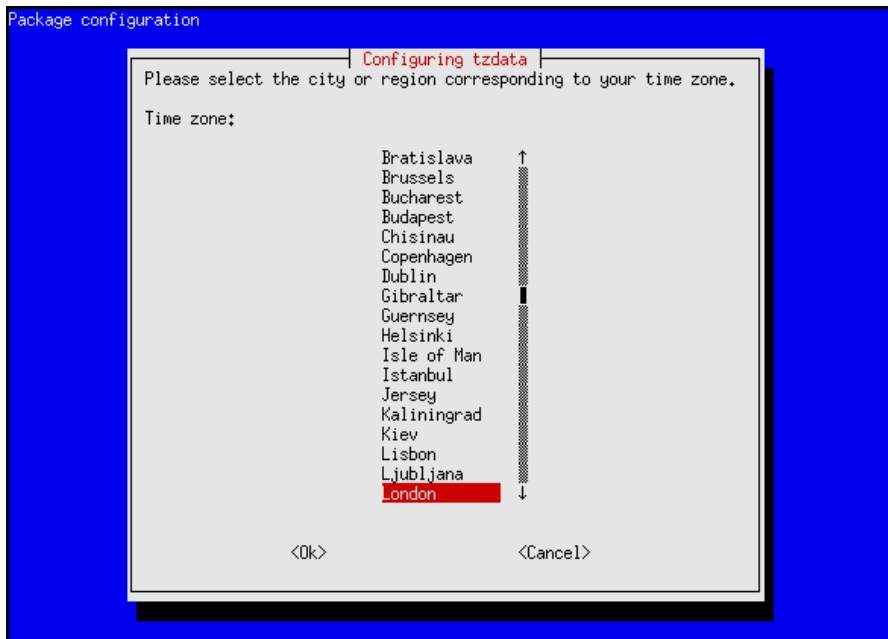 Package configuration
Configuring tzdata
Please select the city or region corresponding to your time zone.
Time zone:
Bratislava ↑
Brussels
Bucharest
Budapest
Chisinau
Copenhagen
Dublin
Gibraltar
Guernsey
Helsinki
Isle of Man
Istanbul
Jersey
Kaliningrad
Kiev
Lisbon
Ljubljana
London ↓
<Ok> <Cancel>